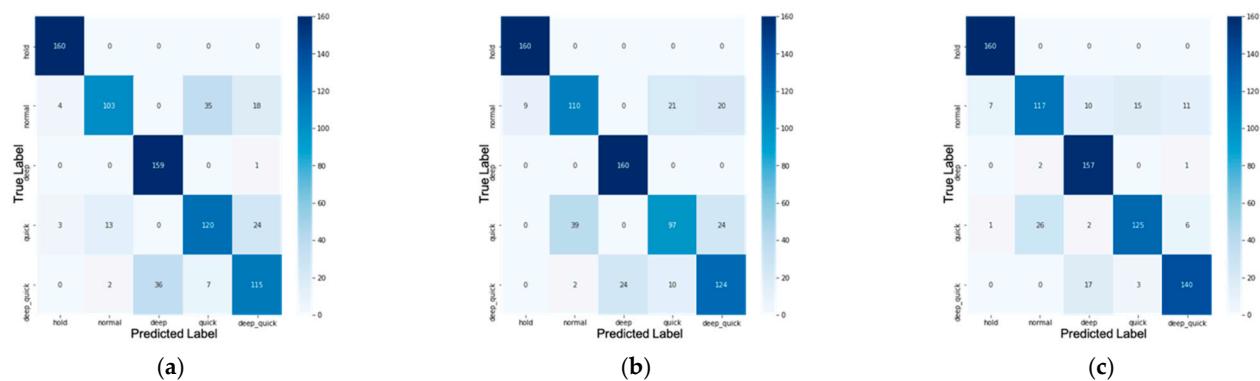 160 0 0 0 0
4 103 0 35 18
0 0 159 0 1
3 13 0 120 24
0 2 36 7 115
hold
normal
deep
quick
deep_quick
True Label
hold normal deep quick deep_quick
Predicted Label
160
140
120
100
80
60
40
20
0
(a)
160 0 0 0 0
9 110 0 21 20
0 0 160 0 0
0 39 0 97 24
0 2 24 10 124
hold
normal
deep
quick
deep_quick
True Label
hold normal deep quick deep_quick
Predicted Label
160
140
120
100
80
60
40
20
0
(b)
160 0 0 0 0
7 117 10 15 11
0 2 157 0 1
1 26 2 125 6
0 0 17 3 140
hold
normal
deep
quick
deep_quick
True Label
hold normal deep quick deep_quick
Predicted Label
160
140
120
100
80
60
40
20
0
(c)